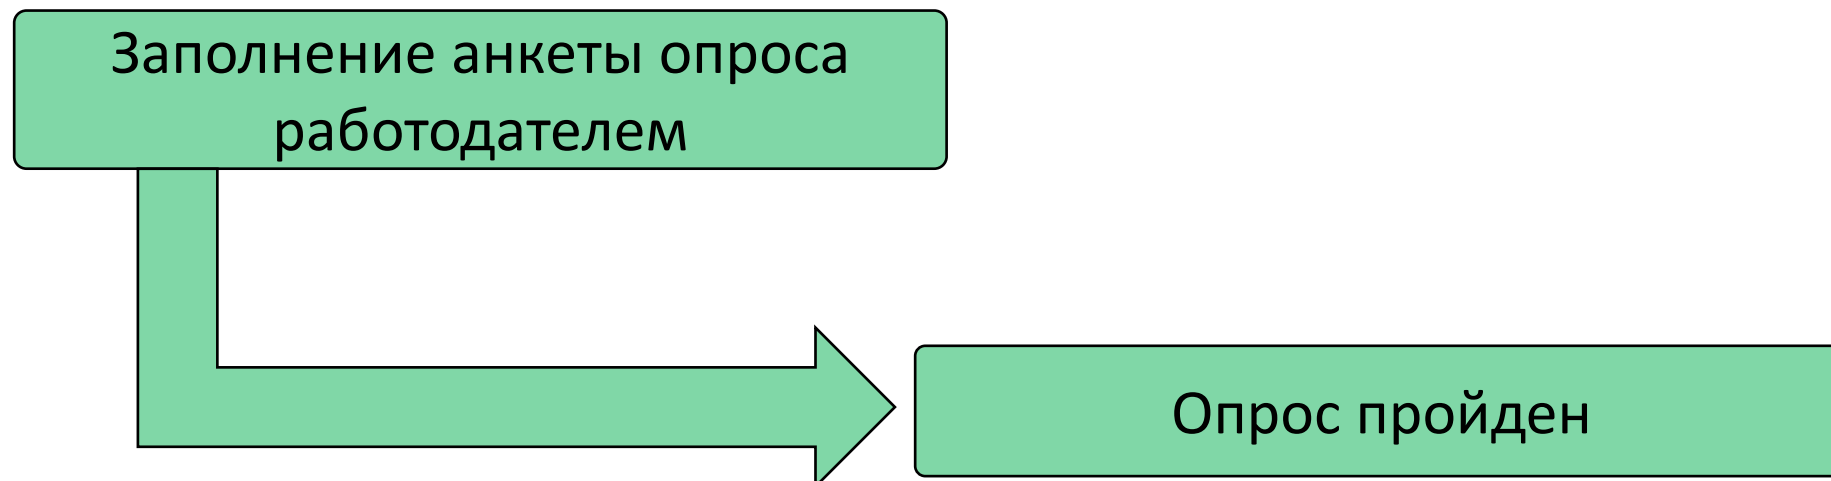 Заполнение анкеты опроса
работодателем
Опрос пройден